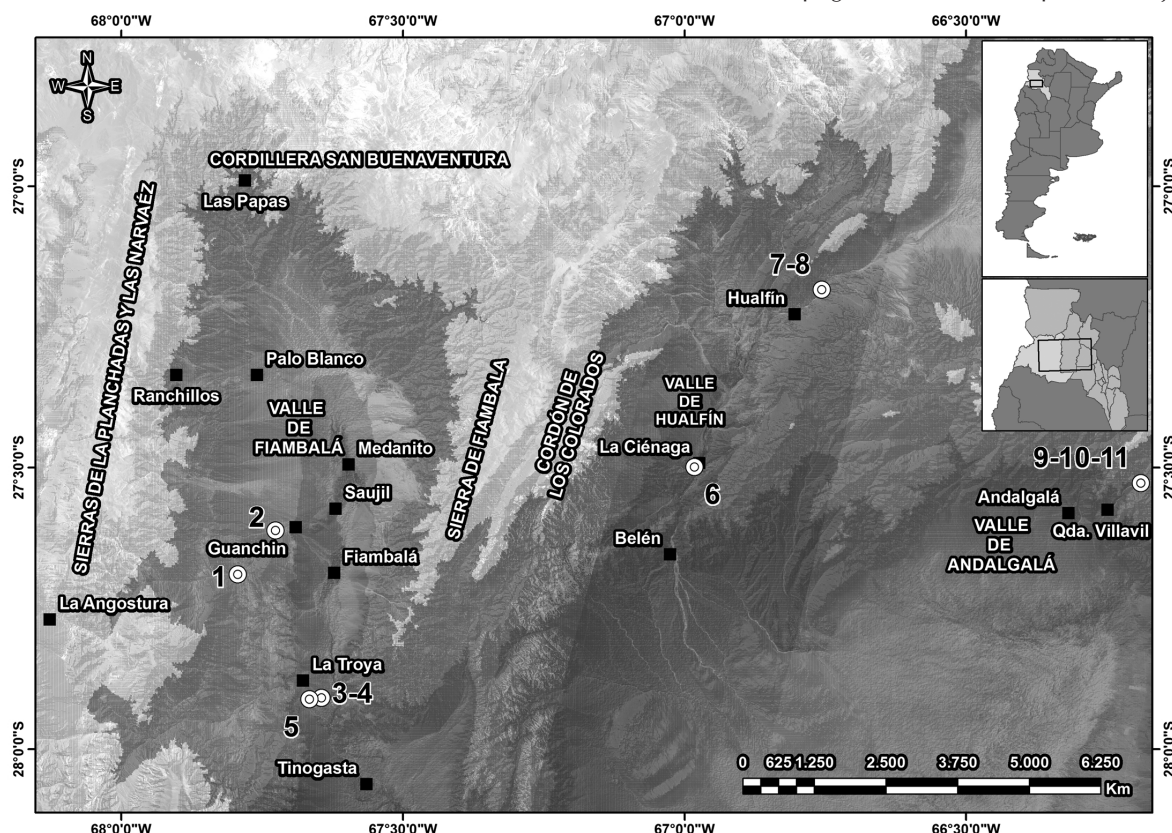 68°0'0"W 67°30'0"W 67°0'0"W 66°30'0"W
N
W E
S
CORDILLERA SAN BUENAVENTURA
27°0'0"S
27°0'0"S
Las Papas
SIERRAS DE LA PLANCHADAS Y LAS NARVAÉZ
7-8
Hualfín
Palo Blanco
Ranchillos
VALLE
DE
FIAMBALÁ
Medanito
SIERRA DE FIAMBALA
CORDÓN DE
LOS COLORADOS
VALLE
DE
HUALFÍN
La Ciénaga
6
9-10-11
27°30'0"S
27°30'0"S
Saujil
2
Guanchin
Fiambalá
1
Belén
Andalgalá
Qda. Villavil
VALLE
DE
ANDALGALÁ
La Angostura
La Troya
3-4
5
Tinogasta
28°0'0"S
28°0'0"S
0 625 1.250 2.500 3.750 5.000 6.250
Km
68°0'0"W 67°30'0"W 67°0'0"W 66°30'0"W